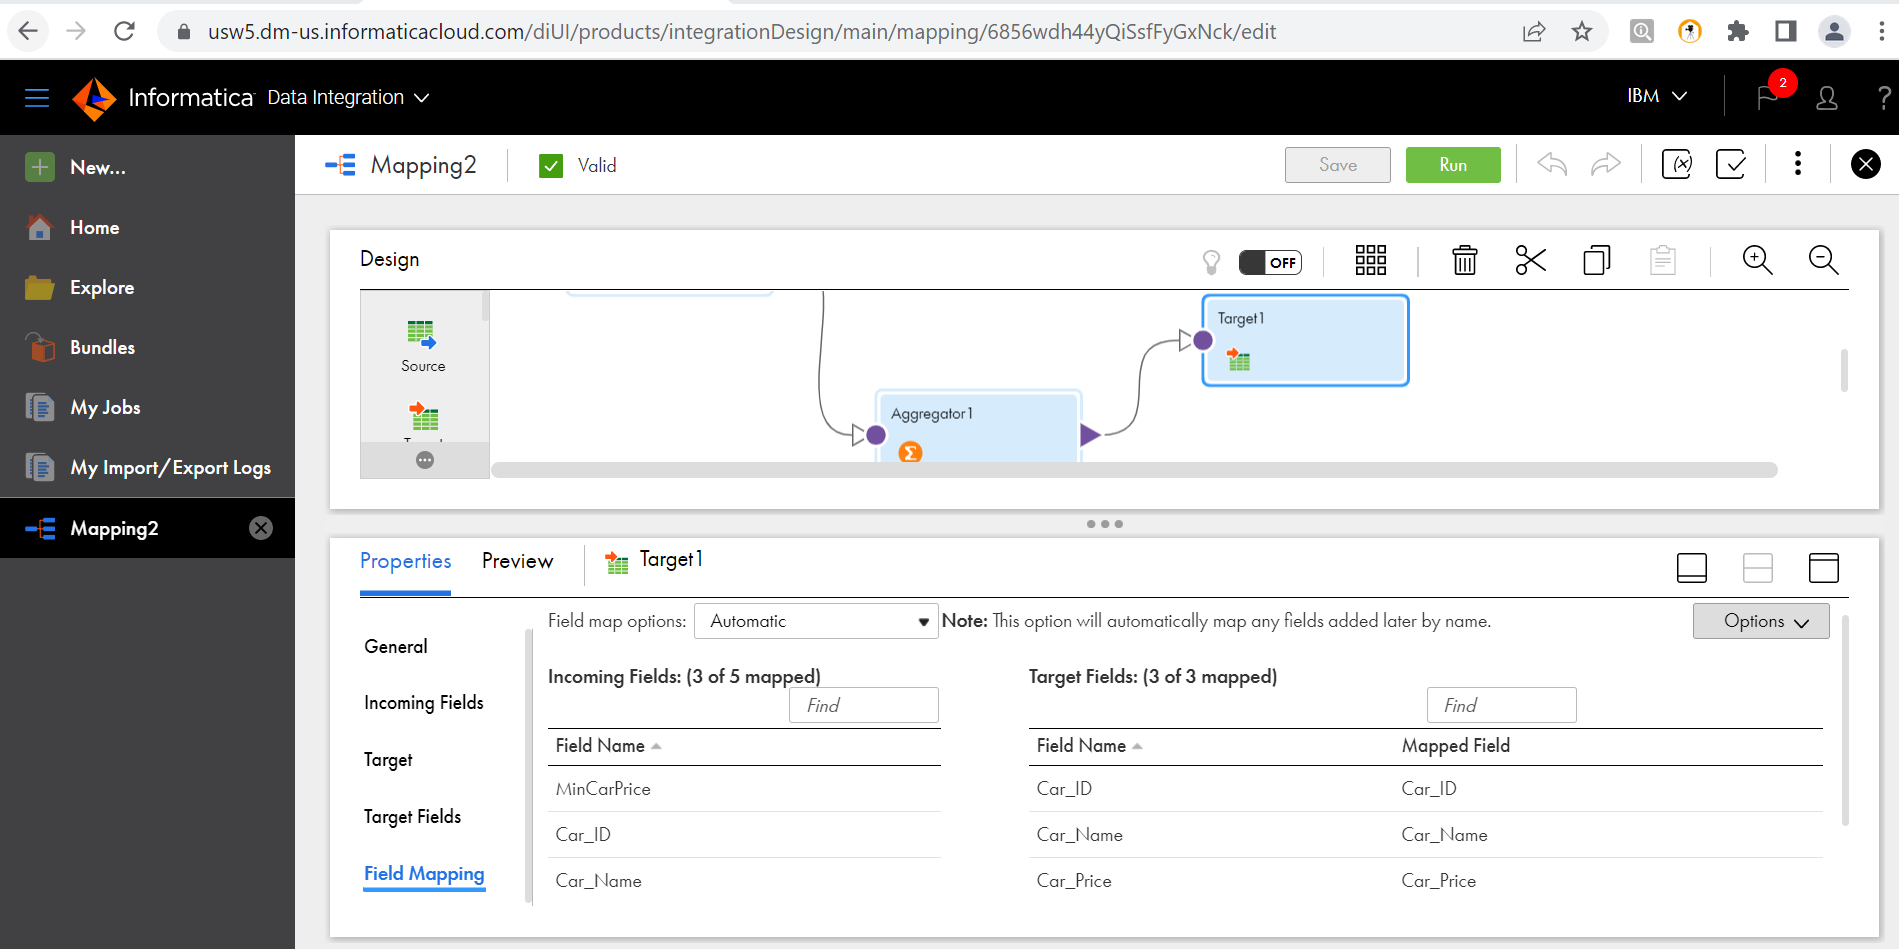 usw5.dm-us.informaticacloud.com/diUI/products/integrationDesign/main/mapping/6856wdh44yQiSsfFyGxNck/edit
Informatica Data Integration
IBM
2
?
New...
Home
Explore
Bundles
My Jobs
My Import/Export Logs
Mapping2
Mapping2
Valid
Save
Run
(x)
Design
OFF
Source
Target1
Aggregator1
Σ
Properties
Preview
Target1
General
Incoming Fields
Target
Target Fields
Field Mapping
Field map options:
Automatic
Note: This option will automatically map any fields added later by name.
Options
Incoming Fields: (3 of 5 mapped)
Find
Field Name
MinCarPrice
Car_ID
Car_Name
Target Fields: (3 of 3 mapped)
Find
Field Name Mapped Field
Car_ID Car_ID
Car_Name Car_Name
Car_Price Car_Price